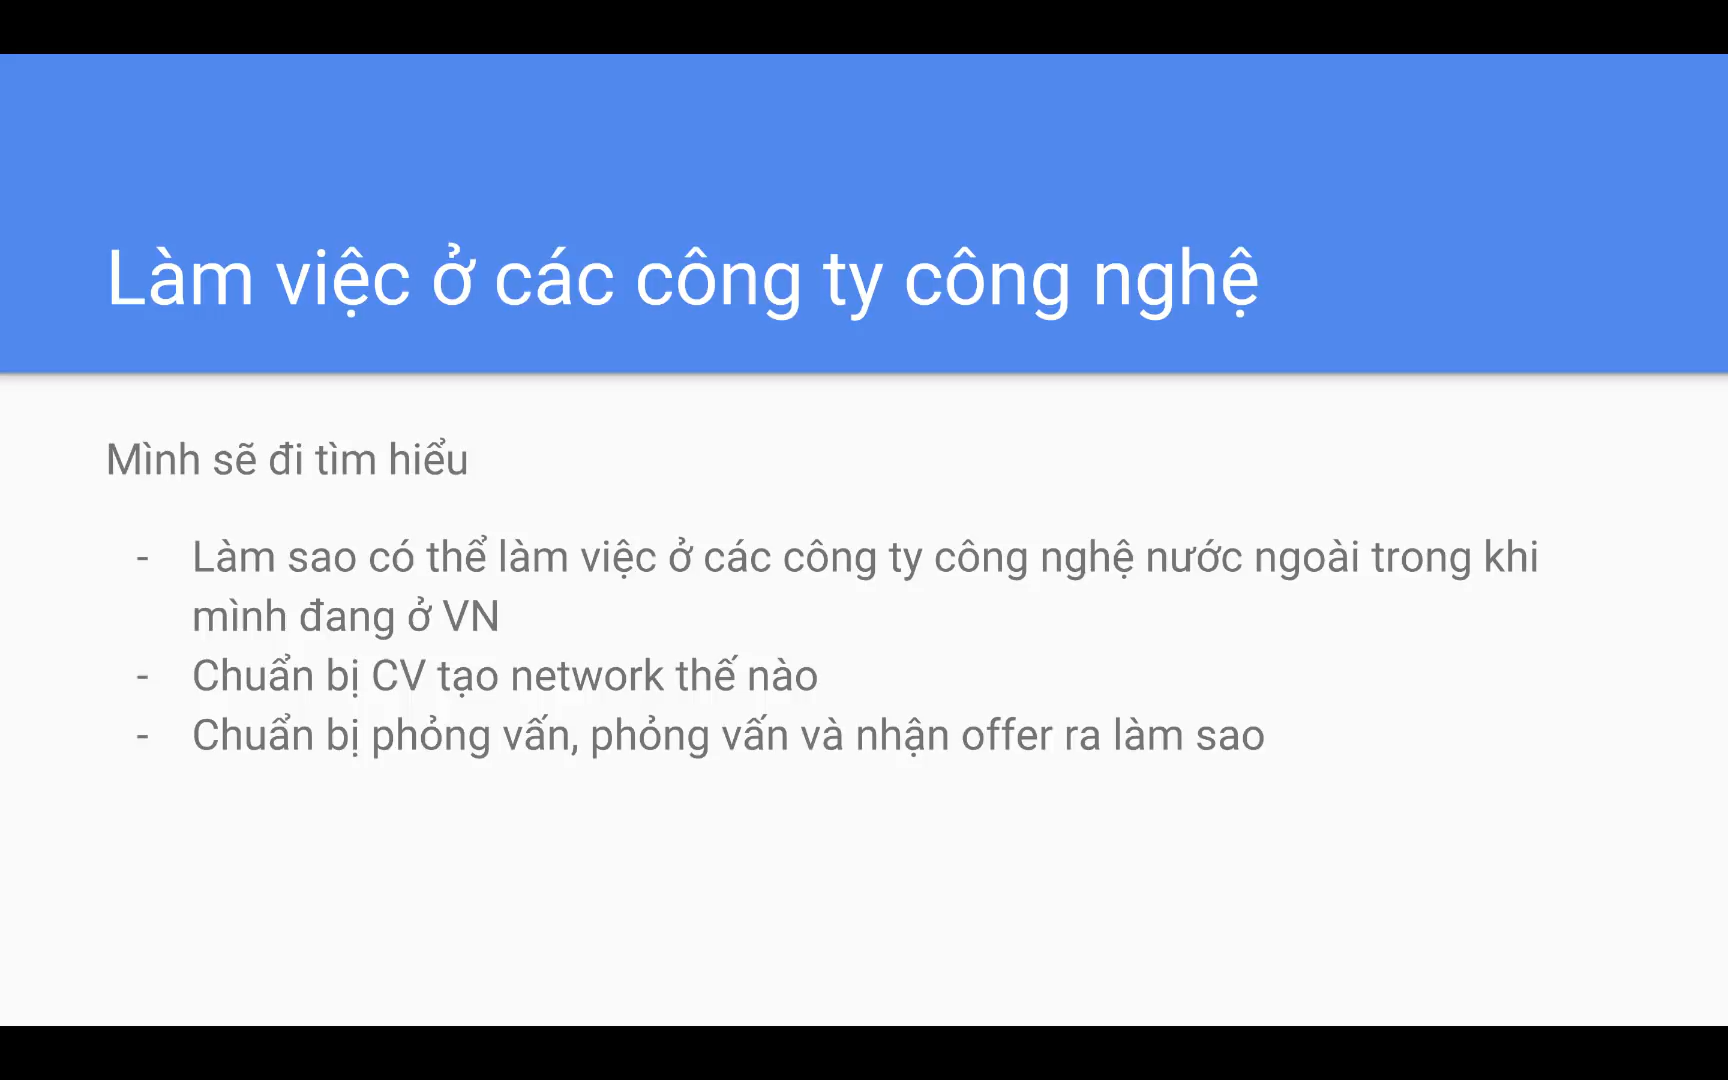 Làm việc ở các công ty công nghệ
Mình sẽ đi tìm hiểu
- Làm sao có thể làm việc ở các công ty công nghệ nước ngoài trong khi
mình đang ở VN
- Chuẩn bị CV tạo network thế nào
- Chuẩn bị phỏng vấn, phỏng vấn và nhận offer ra làm sao